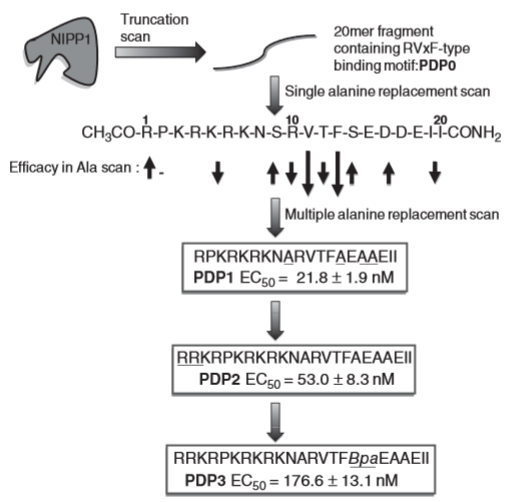 NIPP1
Truncation
scan
20mer fragment
containing RVxF-type
binding motif:PDP0
Single alanine replacement scan
1 10 20
CH3CO-R-P-K-R-K-R-K-N-S-R-V-T-F-S-E-D-D-E-I-I-CONH2
Efficacy in Ala scan : -
Multiple alanine replacement scan
RPKRKRKNARVTFAEAAEII
PDP1 EC50 = 21.8 ± 1.9 nM
RRKRPKRKRKNARVTFAEAAEII
PDP2 EC50 = 53.0 ± 8.3 nM
RRKRPKRKRKNARVTFBpaEAAEII
PDP3 EC50 = 176.6 ± 13.1 nM